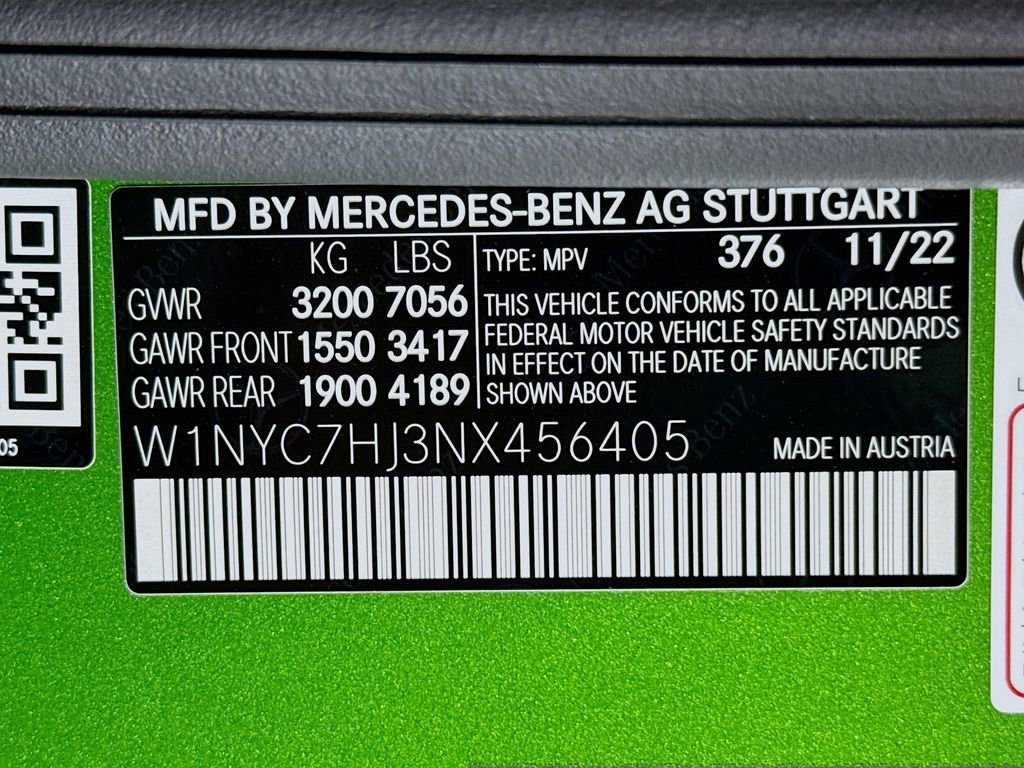 MFD BY MERCEDES-BENZ AG STUTTGART
KG LBS
GVWR 3200 7056
GAWR FRONT 1550 3417
GAWR REAR 1900 4189
TYPE: MPV 376 11/22
THIS VEHICLE CONFORMS TO ALL APPLICABLE
FEDERAL MOTOR VEHICLE SAFETY STANDARDS
IN EFFECT ON THE DATE OF MANUFACTURE
SHOWN ABOVE
W1NYC7HJ3NX456405
MADE IN AUSTRIA
05